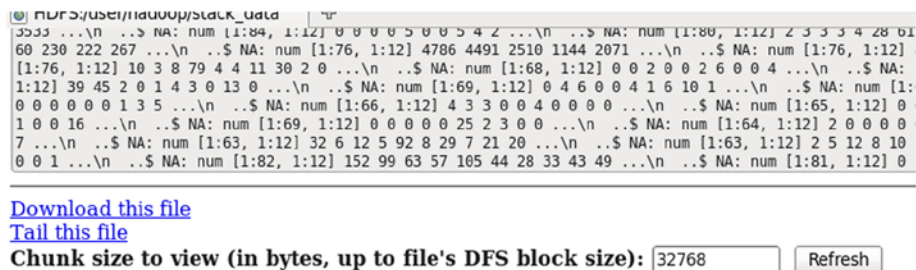 HDFS:/user/hadoop/stack_data
3533 ...\n ..$ NA: num [1:84, 1:12] 0 0 0 0 5 0 0 5 4 2 ...\n ..$ NA: num [1:80, 1:12] 2 3 3 3 4 28 61
60 230 222 267 ...\n ..$ NA: num [1:76, 1:12] 4786 4491 2510 1144 2071 ...\n ..$ NA: num [1:76, 1:12]
[1:76, 1:12] 10 3 8 79 4 4 11 30 2 0 ...\n ..$ NA: num [1:68, 1:12] 0 0 2 0 0 2 6 0 0 4 ...\n ..$ NA:
1:12] 39 45 2 0 1 4 3 0 13 0 ...\n ..$ NA: num [1:69, 1:12] 0 4 6 0 0 4 1 6 10 1 ...\n ..$ NA: num [1:
0 0 0 0 0 0 1 3 5 ...\n ..$ NA: num [1:66, 1:12] 4 3 3 0 0 4 0 0 0 0 ...\n ..$ NA: num [1:65, 1:12] 0
1 0 0 16 ...\n ..$ NA: num [1:69, 1:12] 0 0 0 0 0 25 2 3 0 0 ...\n ..$ NA: num [1:64, 1:12] 2 0 0 0 0
7 ...\n ..$ NA: num [1:63, 1:12] 32 6 12 5 92 8 29 7 21 20 ...\n ..$ NA: num [1:63, 1:12] 2 5 12 8 10
0 0 1 ...\n ..$ NA: num [1:82, 1:12] 152 99 63 57 105 44 28 33 43 49 ...\n ..$ NA: num [1:81, 1:12] 0
Download this file
Tail this file
Chunk size to view (in bytes, up to file's DFS block size): 32768 Refresh